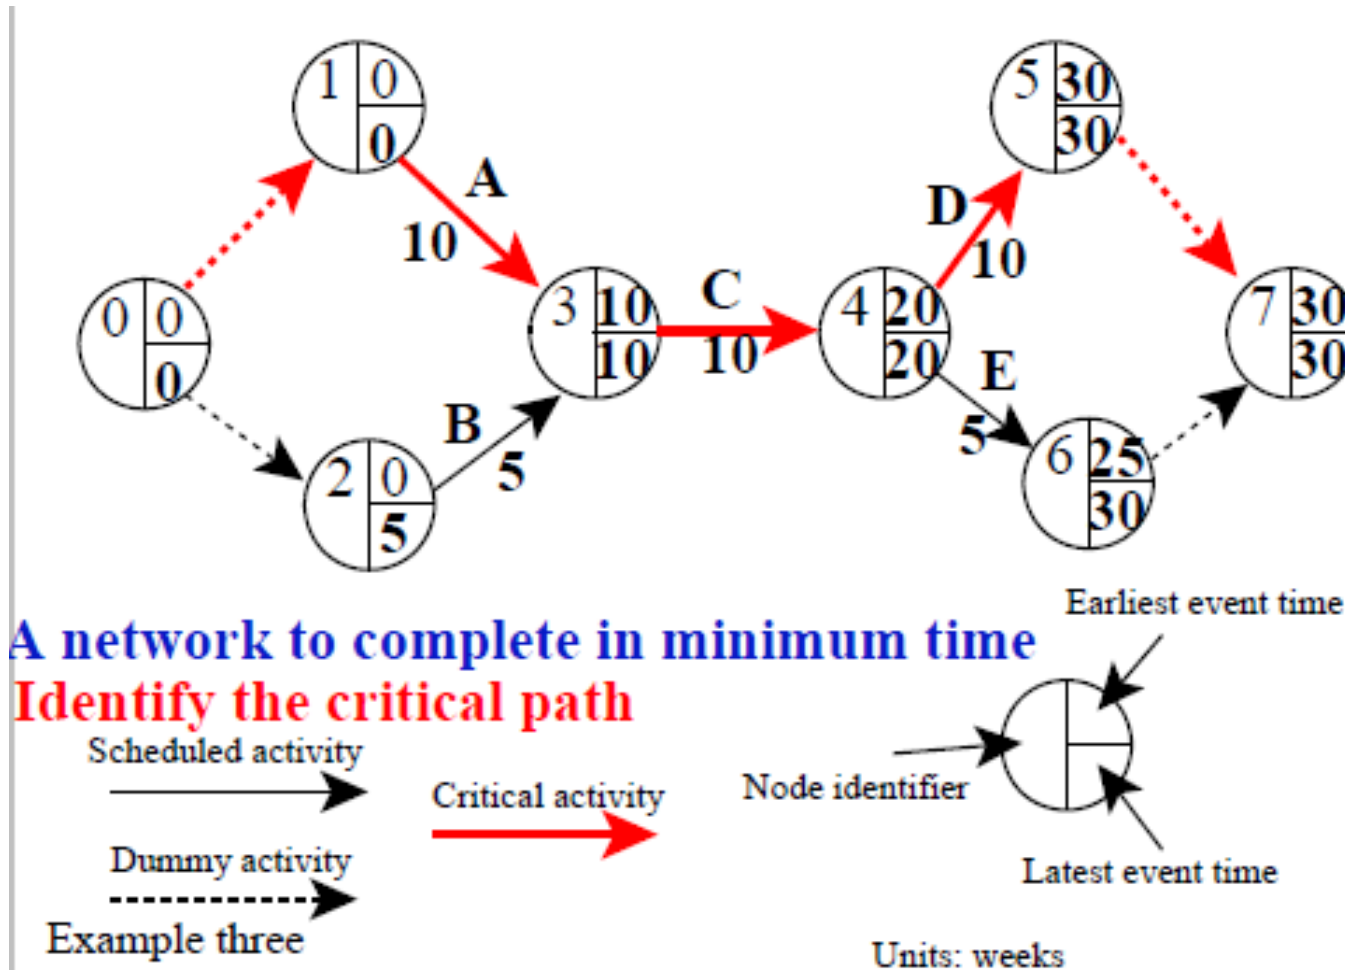 1 0
0
5 30
30
A
10
D
10
0 0
0
3 10
10
C
10
4 20
20
7 30
30
B
5
E
5
2 0
5
6 25
30
Earliest event time
A network to complete in minimum time
Identify the critical path
Scheduled activity
Critical activity
Node identifier
Dummy activity
Latest event time
Example three
Units: weeks